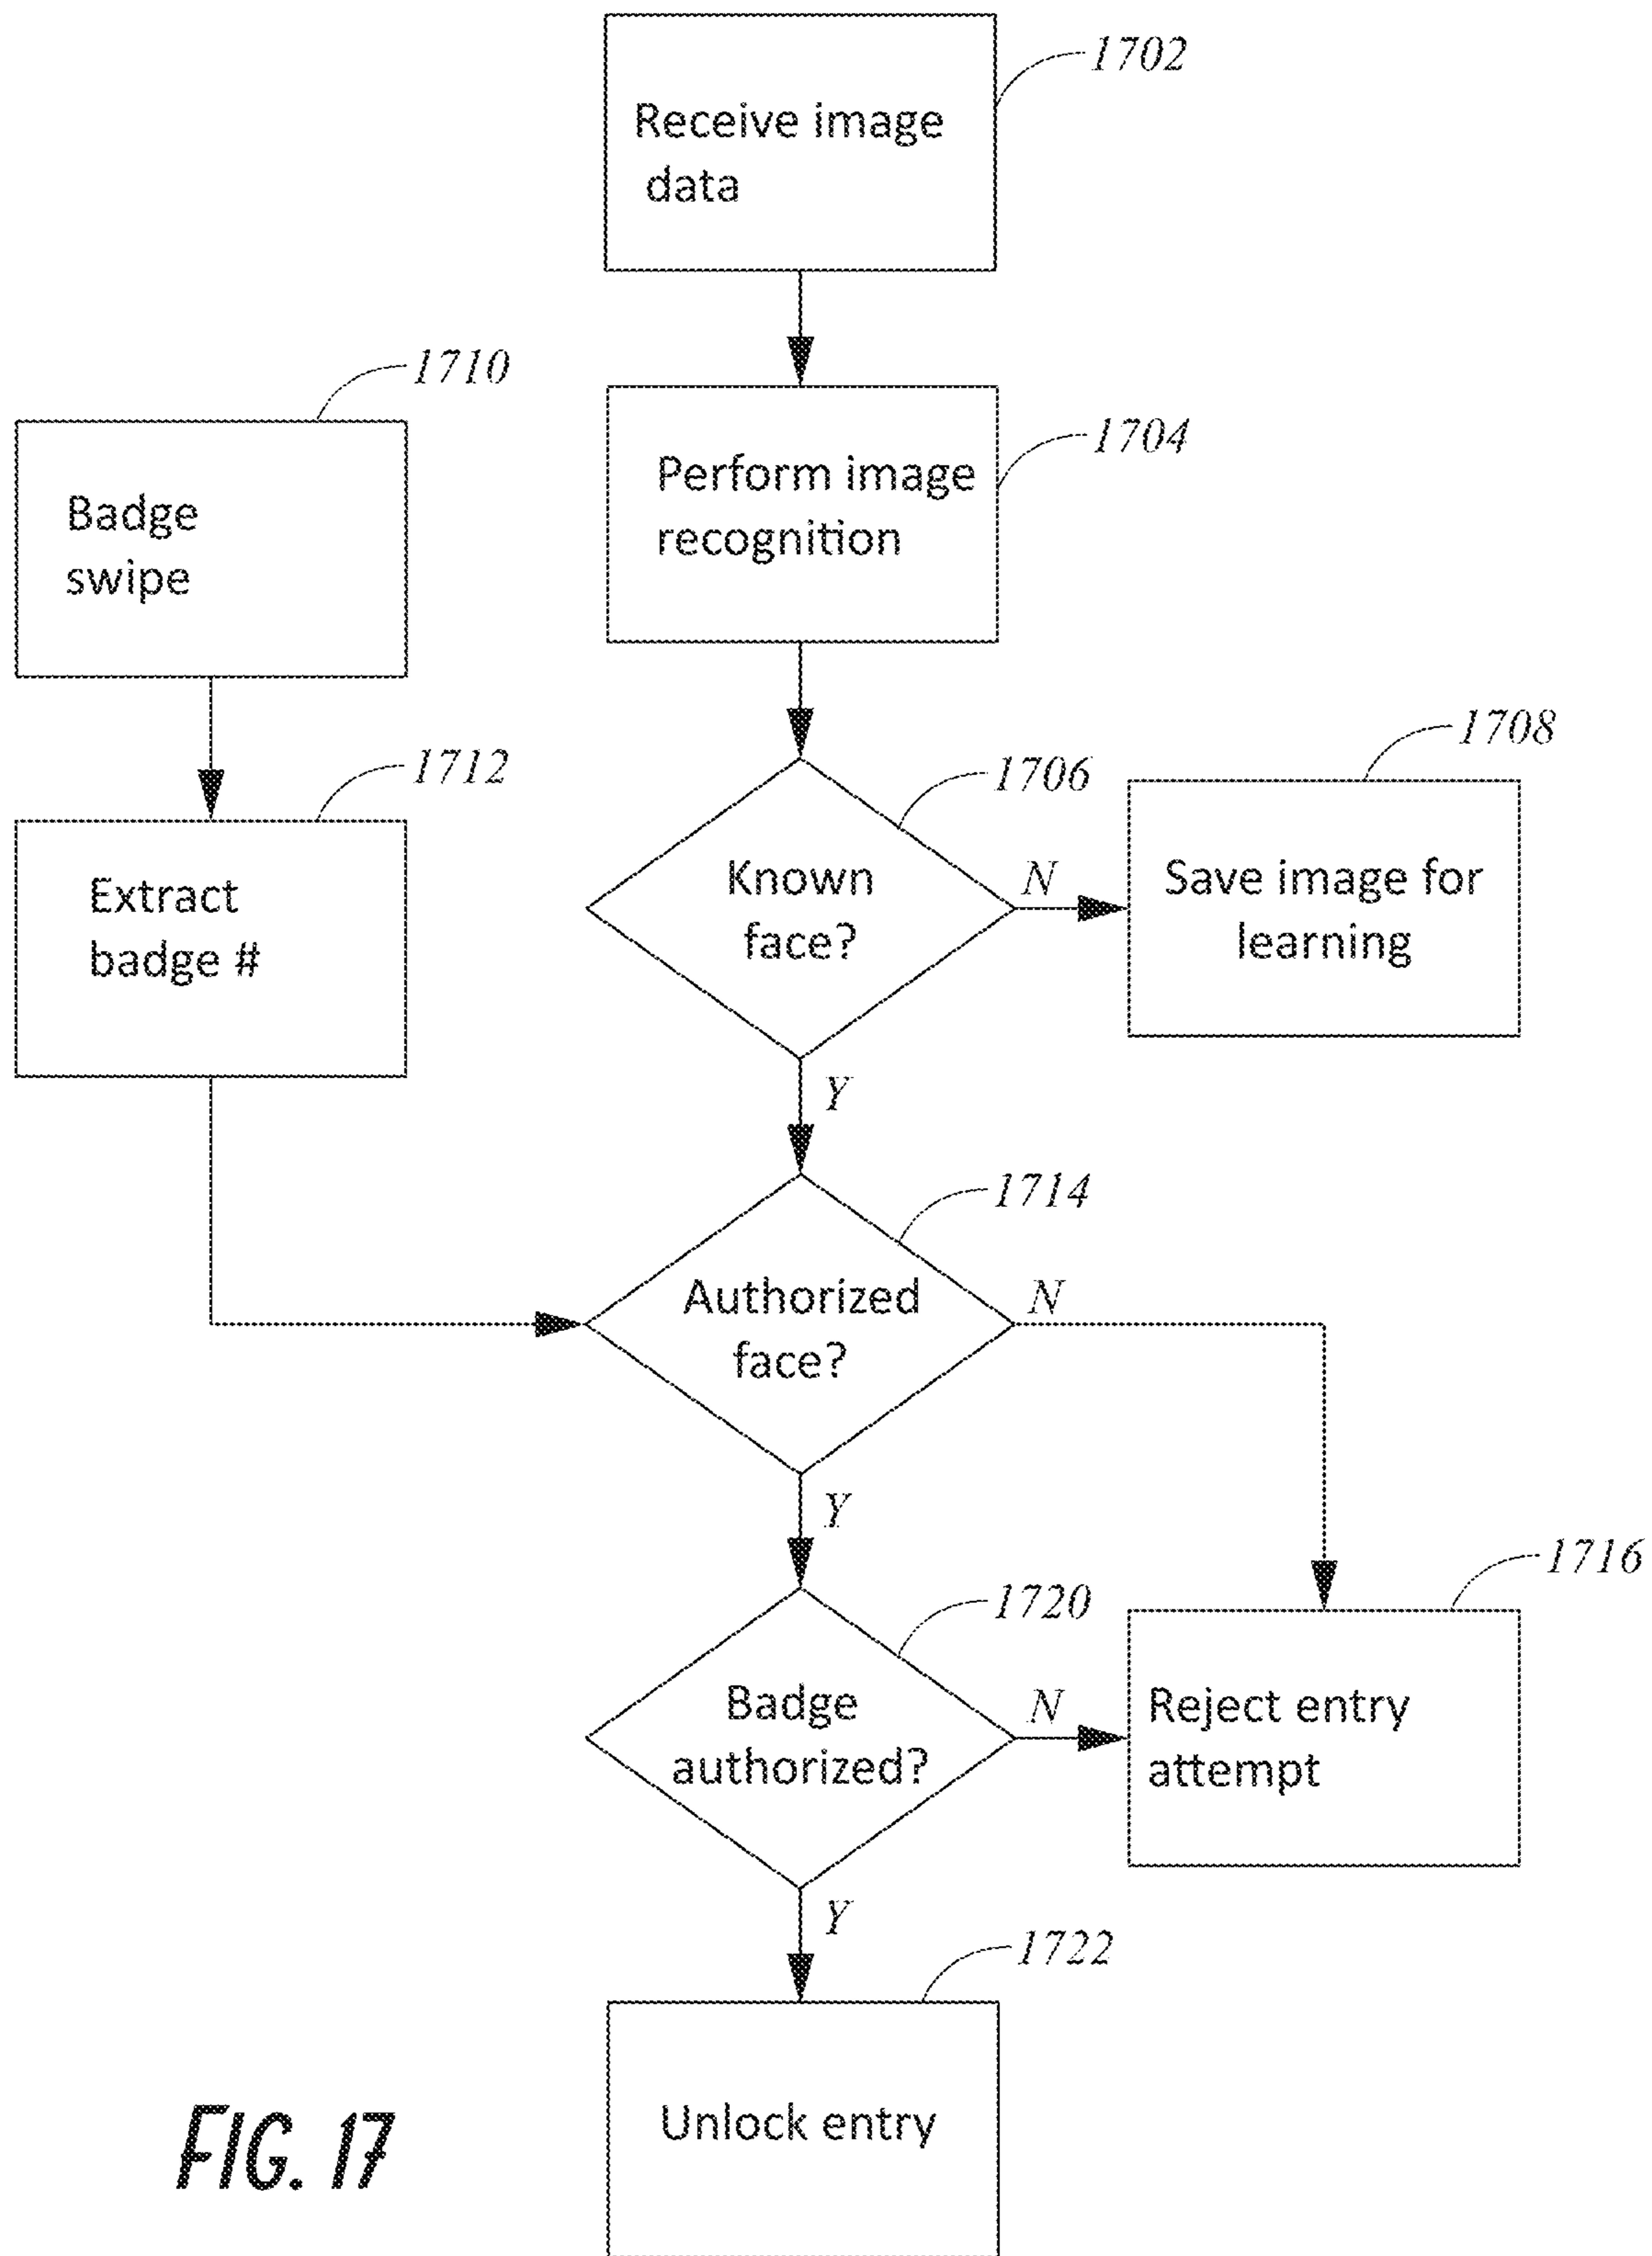 1702
Receive image
data
1710
1704
Badge
swipe
Perform image
recognition
1708
1712
1706
Extract
badge #
Known
face?
N
Save image for
learning
Y
1714
Authorized
face?
N
Y
1716
1720
Badge
authorized?
N
Reject entry
attempt
Y
1722
Unlock entry
FIG. 17